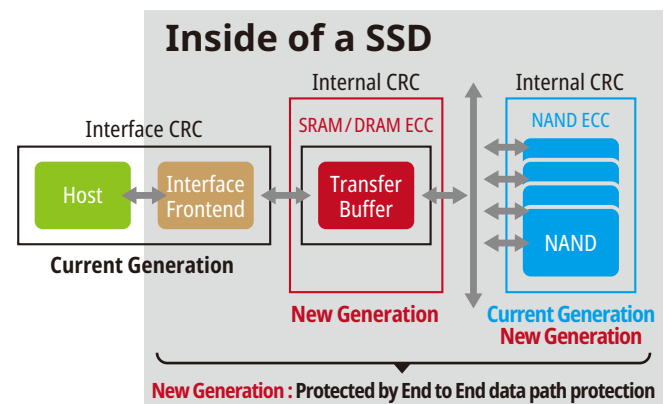 Inside of a SSD
Internal CRC
Internal CRC
Interface CRC
SRAM/DRAM ECC
NAND ECC
Host
Interface
Frontend
Transfer
Buffer
NAND
Current Generation
New Generation
Current Generation
New Generation
New Generation : Protected by End to End data path protection